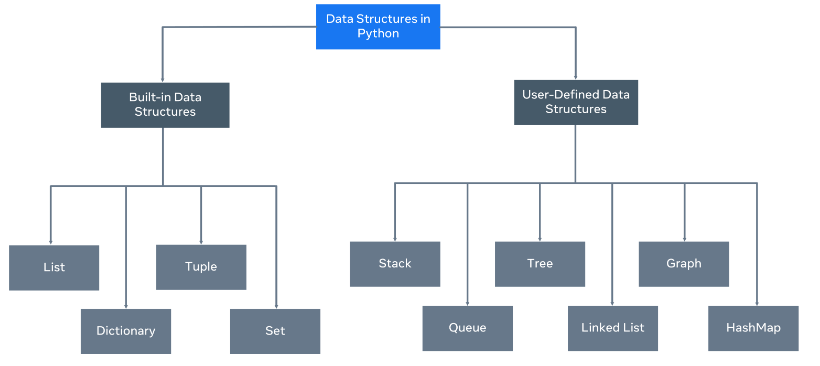 Data Structures in
Python
Built-in Data
Structures
User-Defined Data
Structures
List
Dictionary
Tuple
Set
Stack
Queue
Tree
Linked List
Graph
HashMap